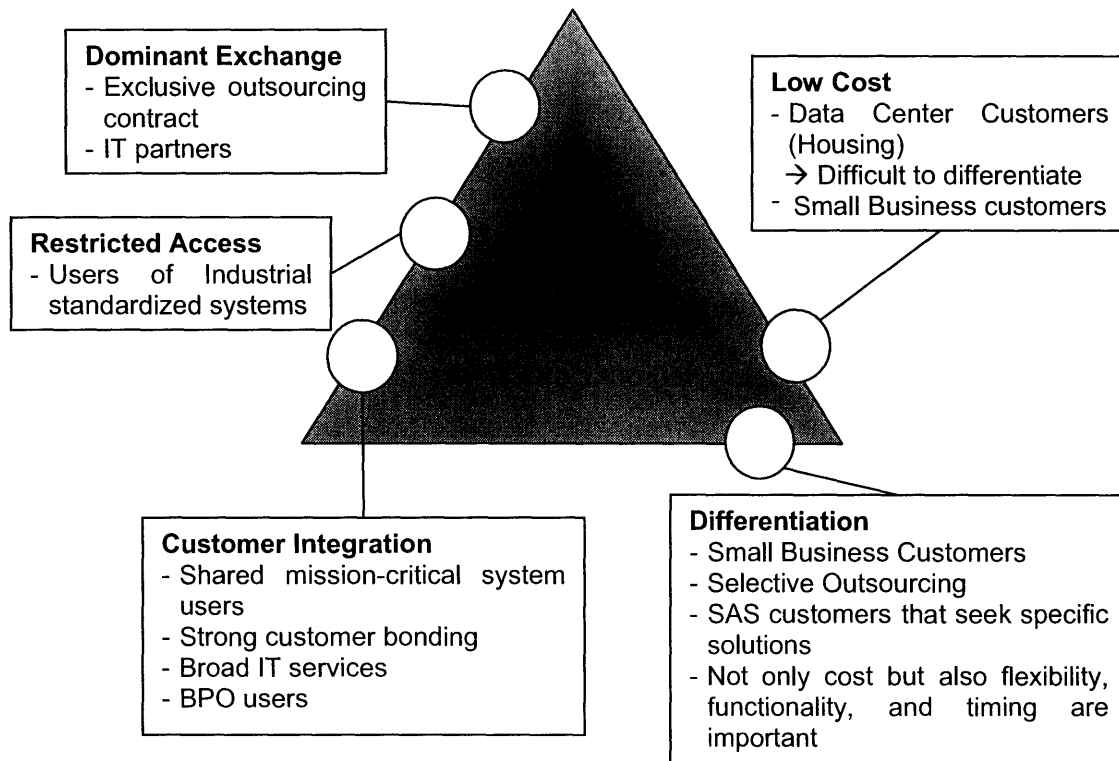 Dominant Exchange
- Exclusive outsourcing
contract
- IT partners
Low Cost
- Data Center Customers
(Housing)
→ Difficult to differentiate
- Small Business customers
Restricted Access
- Users of Industrial
standardized systems
Customer Integration
- Shared mission-critical system
users
- Strong customer bonding
- Broad IT services
- BPO users
Differentiation
- Small Business Customers
- Selective Outsourcing
- SAS customers that seek specific
solutions
- Not only cost but also flexibility,
functionality, and timing are
important